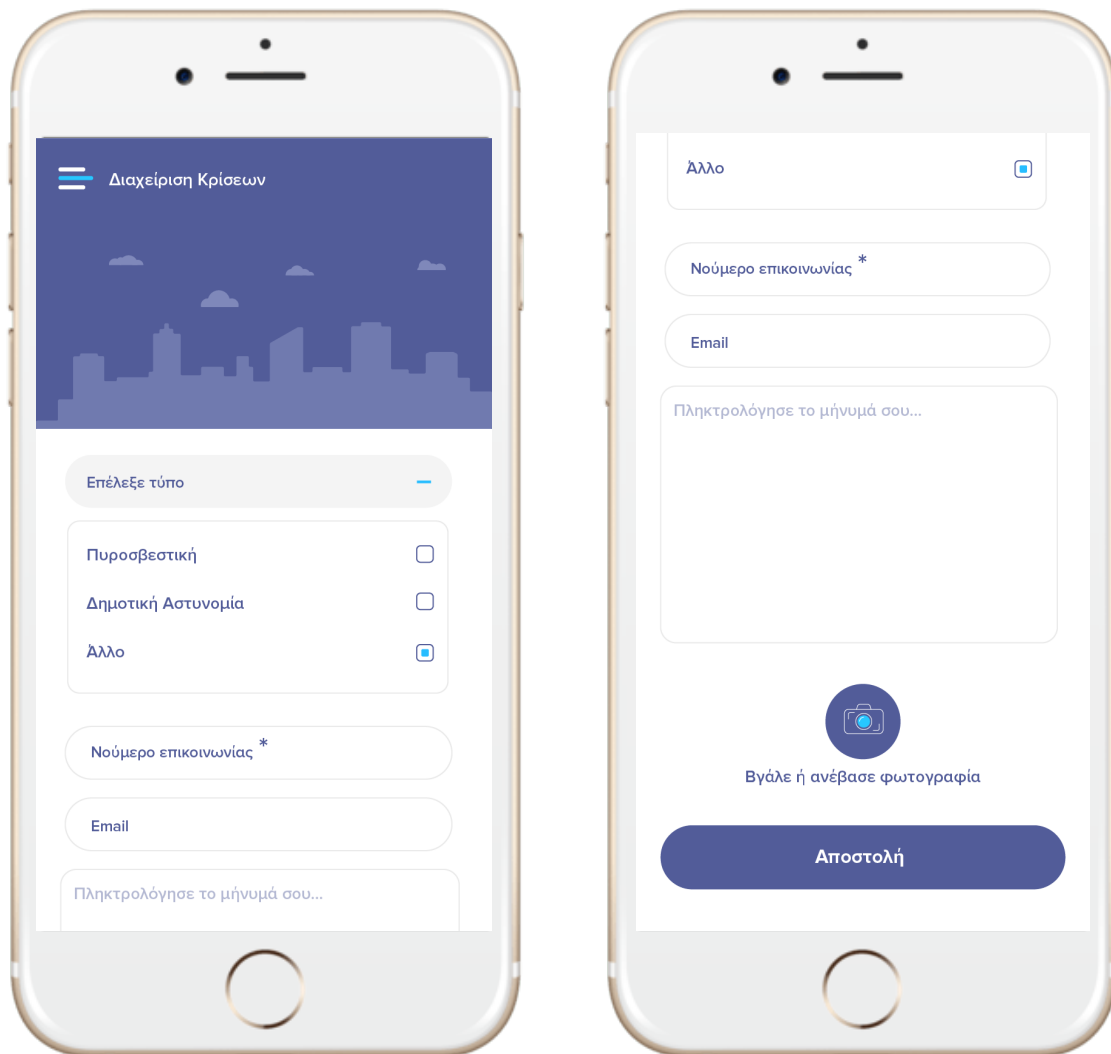 Διαχείριση Κρίσεων
Επέλεξε τύπο
Πυροσβεστική
Δημοτική Αστυνομία
Άλλο
Νούμερο επικοινωνίας *
Email
Πληκτρολόγησε το μήνυμά σου...
Άλλο
Νούμερο επικοινωνίας *
Email
Πληκτρολόγησε το μήνυμά σου...
Βγάλε ή ανέβασε φωτογραφία
Αποστολή